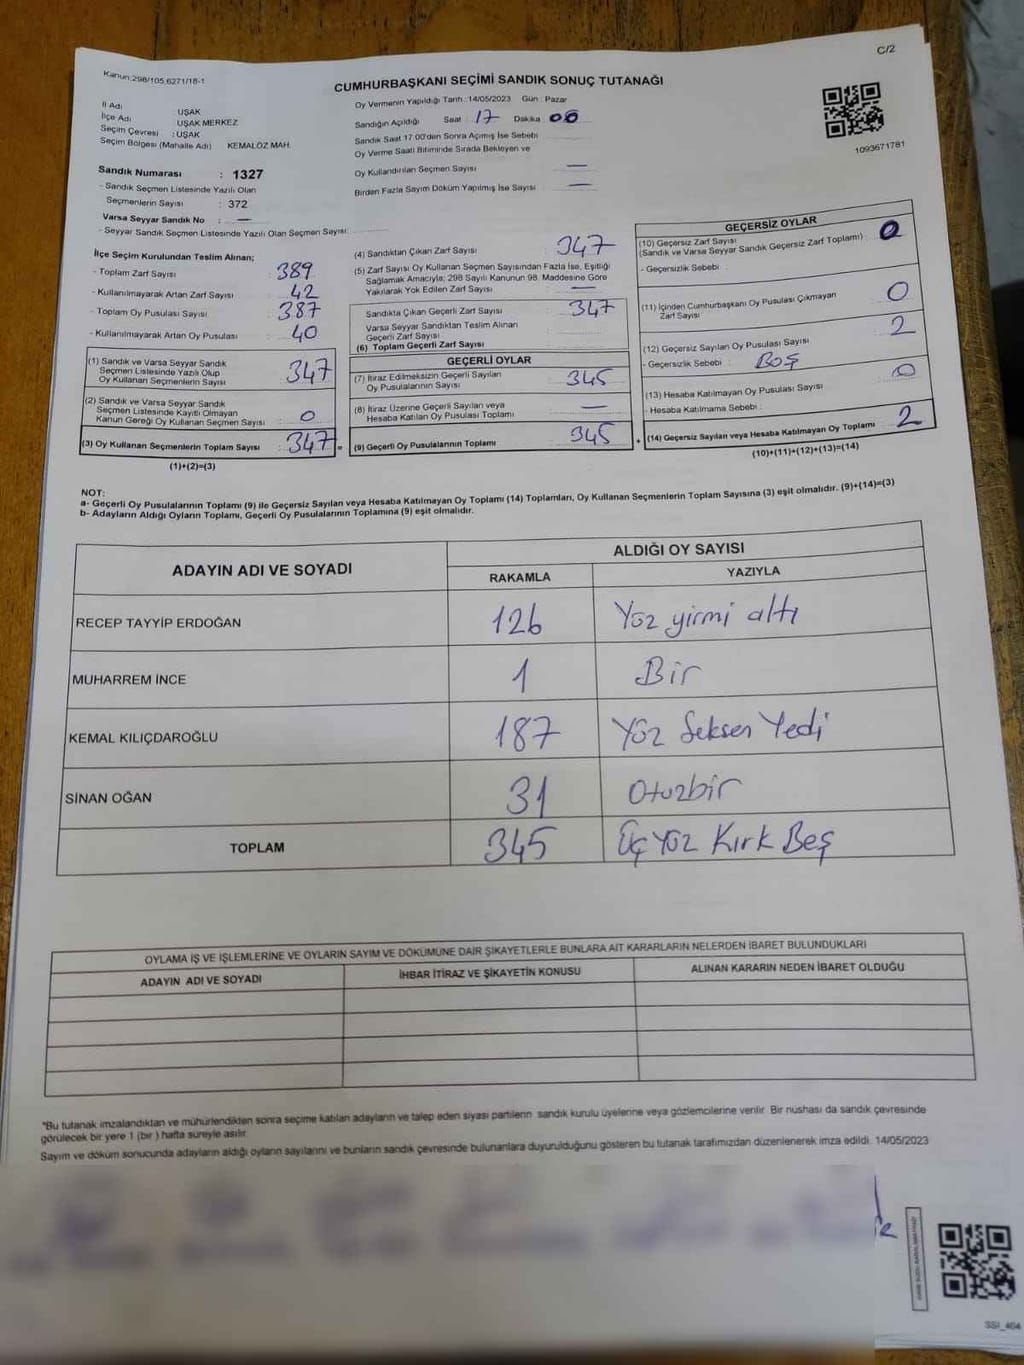 C/2
Kanun:298/105,6271/18-1
CUMHURBAŞKANI SEÇİMİ SANDIK SONUÇ TUTANAĞI
İl Adı UŞAK
İlçe Adı UŞAK MERKEZ
Seçim Çevresi : UŞAK
Seçim Bölgesi (Mahalle Adı) KEMALÖZ MAH.
Oy Vermenin Yapıldığı Tarih :14/05/2023 Gün : Pazar
Sandığın Açıldığı Saat : 17 Dakika 00
Sandık Saat 17:00'den Sonra Açılmış İse Sebebi
Oy Verme Saati Bitiminde Sırada Bekleyen ve
Oy Kullandırılan Seçmen Sayısı —
Birden Fazla Sayım Döküm Yapılmış İse Sayısı —
1093671781
Sandık Numarası : 1327
- Sandık Seçmen Listesinde Yazılı Olan
Seçmenlerin Sayısı : 372
Varsa Seyyar Sandık No : —
- Seyyar Sandık Seçmen Listesinde Yazılı Olan Seçmen Sayısı:
İlçe Seçim Kurulundan Teslim Alınan;
- Toplam Zarf Sayısı : 389
- Kullanılmayarak Artan Zarf Sayısı : 42
- Toplam Oy Pusulası Sayısı : 387
- Kullanılmayarak Artan Oy Pusulası : 40
(1) Sandık ve Varsa Seyyar Sandık
Seçmen Listesinde Yazılı Olup
Oy Kullanan Seçmenlerin Sayısı : 347
(2) Sandık ve Varsa Seyyar Sandık
Seçmen Listesinde Kayıtlı Olmayan
Kanun Gereği Oy Kullanan Seçmen Sayısı : 0
(3) Oy Kullanan Seçmenlerin Toplam Sayısı : 347 =
(1)+(2)=(3)
(4) Sandıktan Çıkan Zarf Sayısı : 347
(5) Zarf Sayısı Oy Kullanan Seçmen Sayısından Fazla İse, Eşitliği
Sağlamak Amacıyla; 298 Sayılı Kanunun 98. Maddesine Göre
Yakılarak Yok Edilen Zarf Sayısı —
Sandıkta Çıkan Geçerli Zarf Sayısı : 347
Varsa Seyyar Sandıktan Teslim Alınan
Geçerli Zarf Sayısı
(6) Toplam Geçerli Zarf Sayısı
GEÇERLİ OYLAR
(7) İtiraz Edilmeksizin Geçerli Sayılan
Oy Pusulalarının Sayısı : 345
(8) İtiraz Üzerine Geçerli Sayılan veya
Hesaba Katılan Oy Pusulası Toplamı : —
(9) Geçerli Oy Pusulalarının Toplamı : 345 +
GEÇERSİZ OYLAR
(10) Geçersiz Zarf Sayısı
(Sandık ve Varsa Seyyar Sandık Geçersiz Zarf Toplamı) : 0
- Geçersizlik Sebebi :
(11) İçinden Cumhurbaşkanı Oy Pusulası Çıkmayan
Zarf Sayısı : 0
(12) Geçersiz Sayılan Oy Pusulası Sayısı : 2
- Geçersizlik Sebebi : BOŞ
(13) Hesaba Katılmayan Oy Pusulası Sayısı : 0
- Hesaba Katılmama Sebebi :
(14) Geçersiz Sayılan veya Hesaba Katılmayan Oy Toplamı : 2
(10)+(11)+(12)+(13)=(14)
NOT:
a- Geçerli Oy Pusulalarının Toplamı (9) ile Geçersiz Sayılan veya Hesaba Katılmayan Oy Toplamı (14) Toplamları, Oy Kullanan Seçmenlerin Toplam Sayısına (3) eşit olmalıdır. (9)+(14)=(3)
b- Adayların Aldığı Oyların Toplamı, Geçerli Oy Pusulalarının Toplamına (9) eşit olmalıdır.
ADAYIN ADI VE SOYADI ALDIĞI OY SAYISI
RAKAMLA YAZIYLA
RECEP TAYYİP ERDOĞAN 126 Yüz yirmi altı
MUHARREM İNCE 1 Bir
KEMAL KILIÇDAROĞLU 187 Yüz Seksen Yedi
SİNAN OĞAN 31 Otuzbir
TOPLAM 345 Üç Yüz Kırk Beş
OYLAMA İŞ VE İŞLEMLERİNE VE OYLARIN SAYIM VE DÖKÜMÜNE DAİR ŞİKAYETLERLE BUNLARA AİT KARARLARIN NELERDEN İBARET BULUNDUKLARI
ADAYIN ADI VE SOYADI İHBAR İTİRAZ VE ŞİKAYETİN KONUSU ALINAN KARARIN NEDEN İBARET OLDUĞU
*Bu tutanak imzalandıktan ve mühürlendikten sonra seçime katılan adayların ve talep eden siyasi partilerin sandık kurulu üyelerine veya gözlemcilerine verilir. Bir nüshası da sandık çevresinde
görülecek bir yere 1 (bir ) hafta süreyle asılır.
Sayım ve döküm sonucunda adayların aldığı oyların sayılarını ve bunların sandık çevresinde bulunanlara duyurulduğunu gösteren bu tutanak tarafımızdan düzenlenerek imza edildi. 14/05/2023
SSI_464